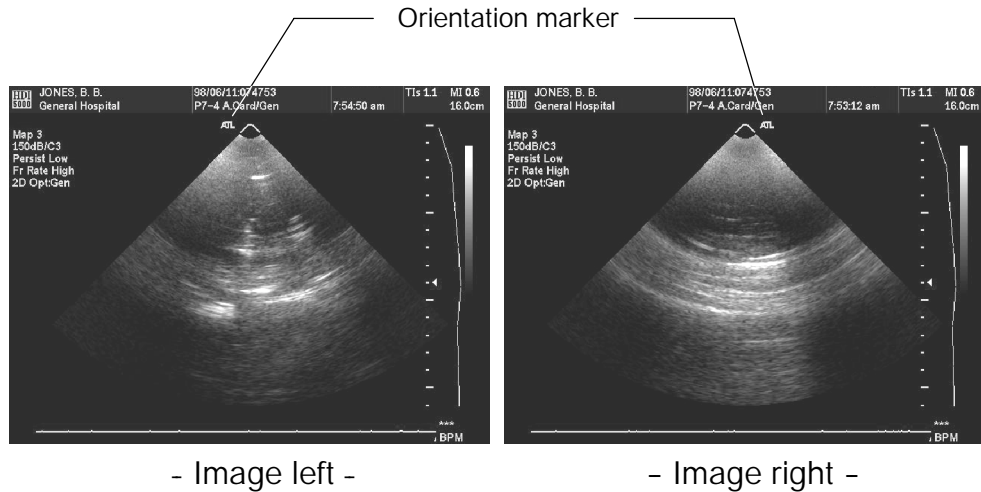 Orientation marker
HDI 5000 JONES, B. B. 98/06/11:074753 TIs 1.1 MI 0.6
General Hospital P7-4 A.Card/Gen 7:54:50 am 16.0cm
ATL
Map 3
150dB/C3
Persist Low
Fr Rate High
2D Opt:Gen
***
BPM
HDI 5000 JONES, B. B. 98/06/11:074753 TIs 1.1 MI 0.6
General Hospital P7-4 A.Card/Gen 7:53:12 am 16.0cm
ATL
Map 3
150dB/C3
Persist Low
Fr Rate High
2D Opt:Gen
***
BPM
- Image left -
- Image right -